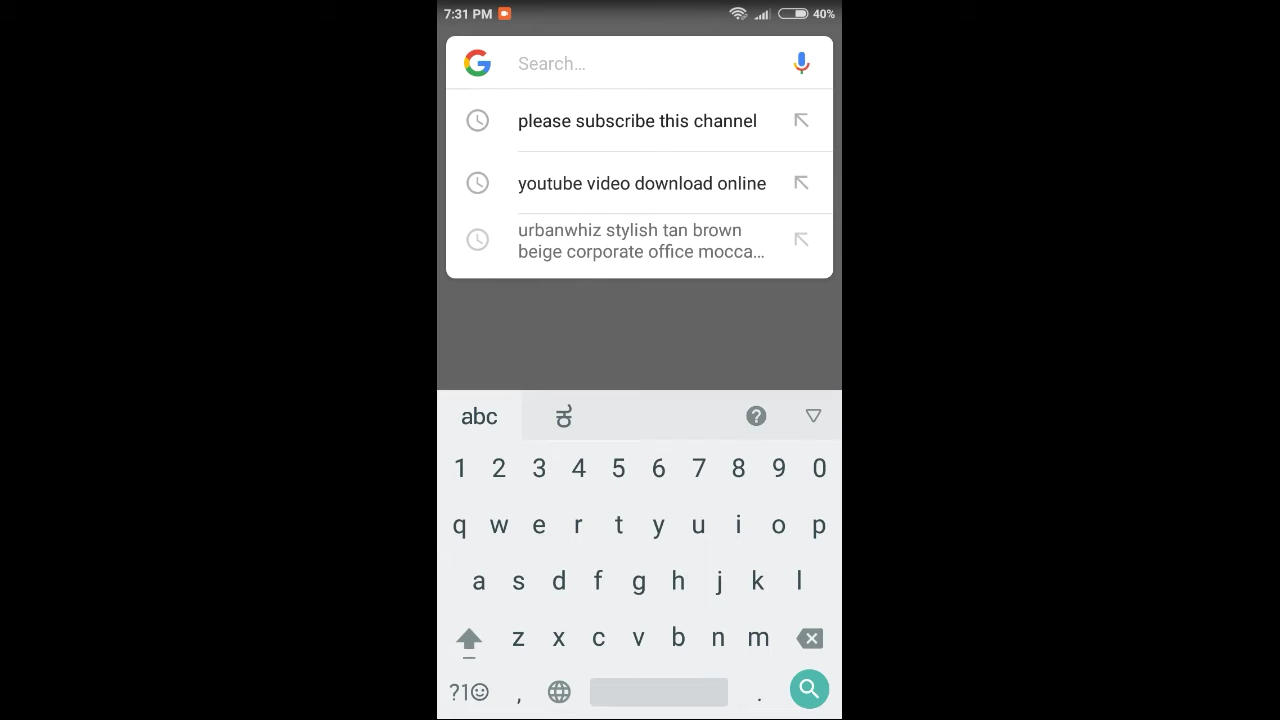 7:31 PM 40%
Search...
please subscribe this channel
youtube video download online
urbanwhiz stylish tan brown
beige corporate office mocca...
abc ಕ ?
1 2 3 4 5 6 7 8 9 0
q w e r t y u i o p
a s d f g h j k l
z x c v b n m
?1☺ , .